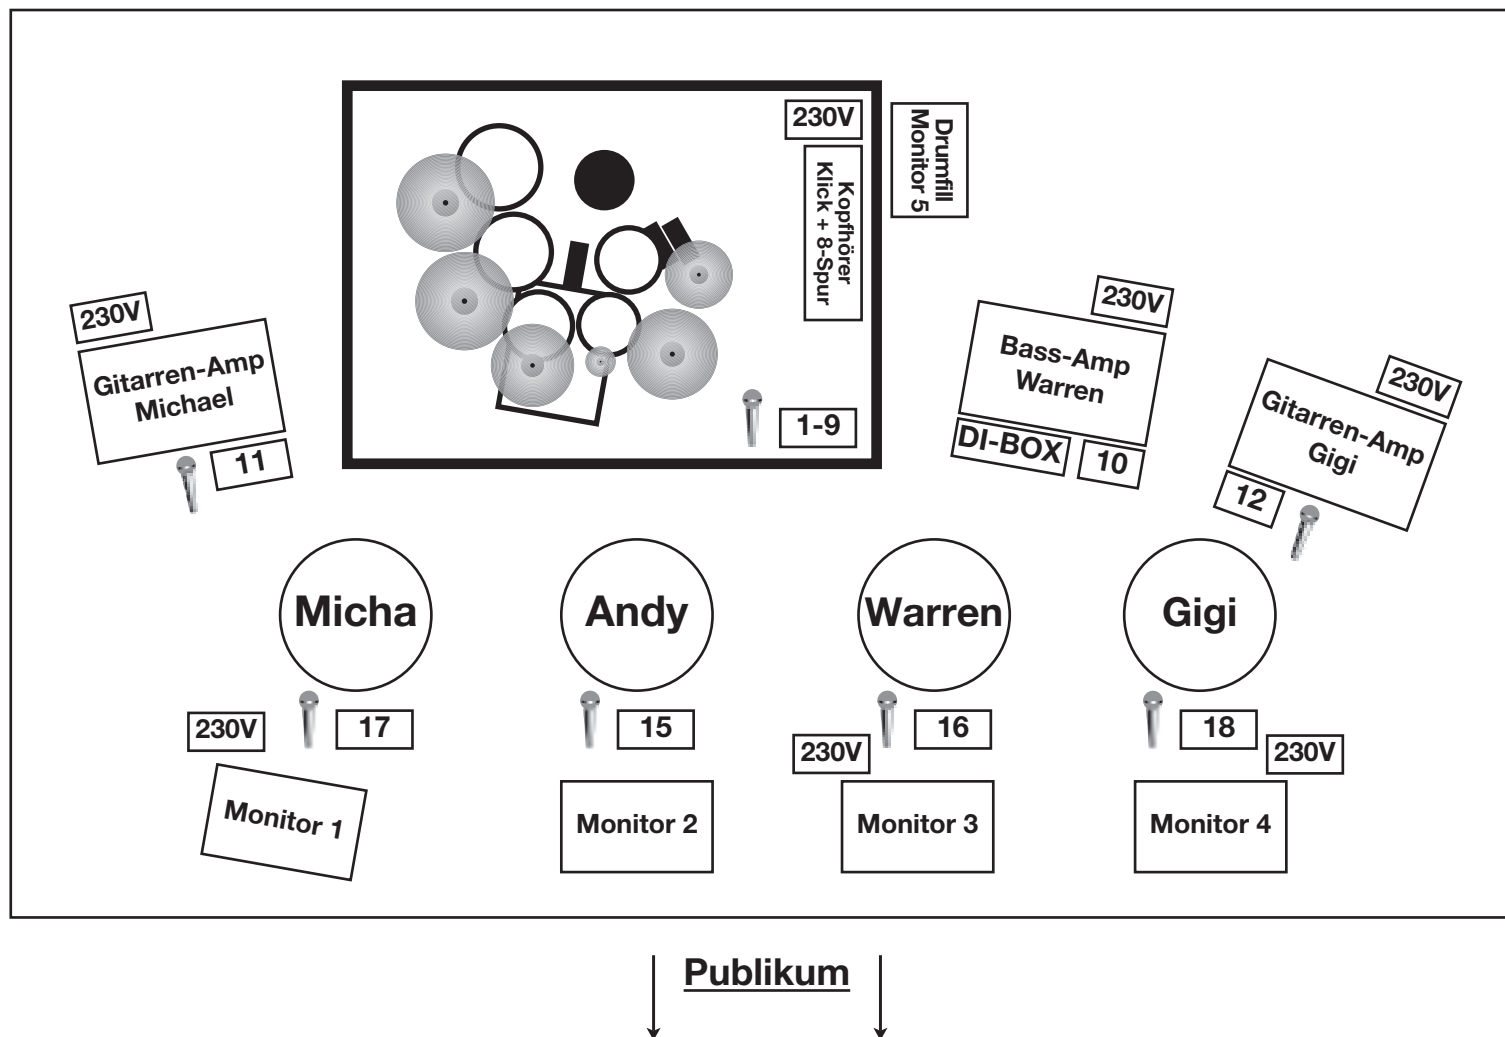 230V
Drumfill
Monitor 5
Kopfhörer
Klick + 8-Spur
230V
Gitarren-Amp
Michael
11
1-9
230V
Bass-Amp
Warren
DI-BOX
10
230V
Gitarren-Amp
Gigi
12
Micha
Andy
Warren
Gigi
230V
17
15
230V
16
18
230V
Monitor 1
Monitor 2
Monitor 3
Monitor 4
Publikum